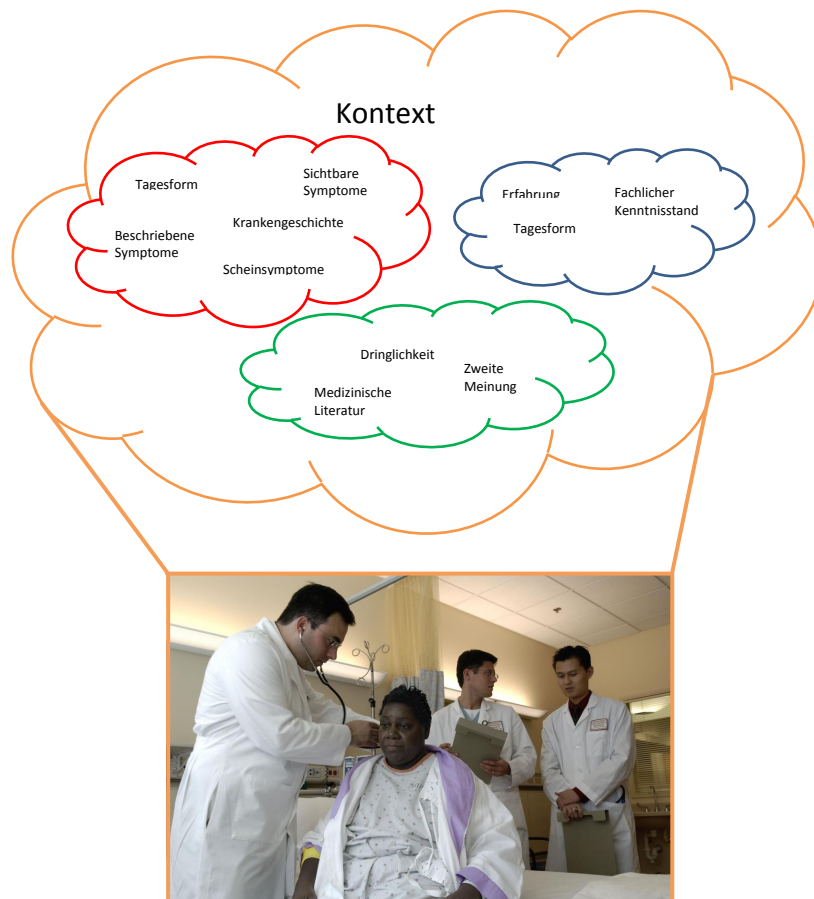 Kontext
Tagesform
Sichtbare
Symptome
Krankengeschichte
Beschriebene
Symptome
Scheinsymptome
Erfahrung
Fachlicher
Kenntnisstand
Tagesform
Dringlichkeit
Zweite
Meinung
Medizinische
Literatur